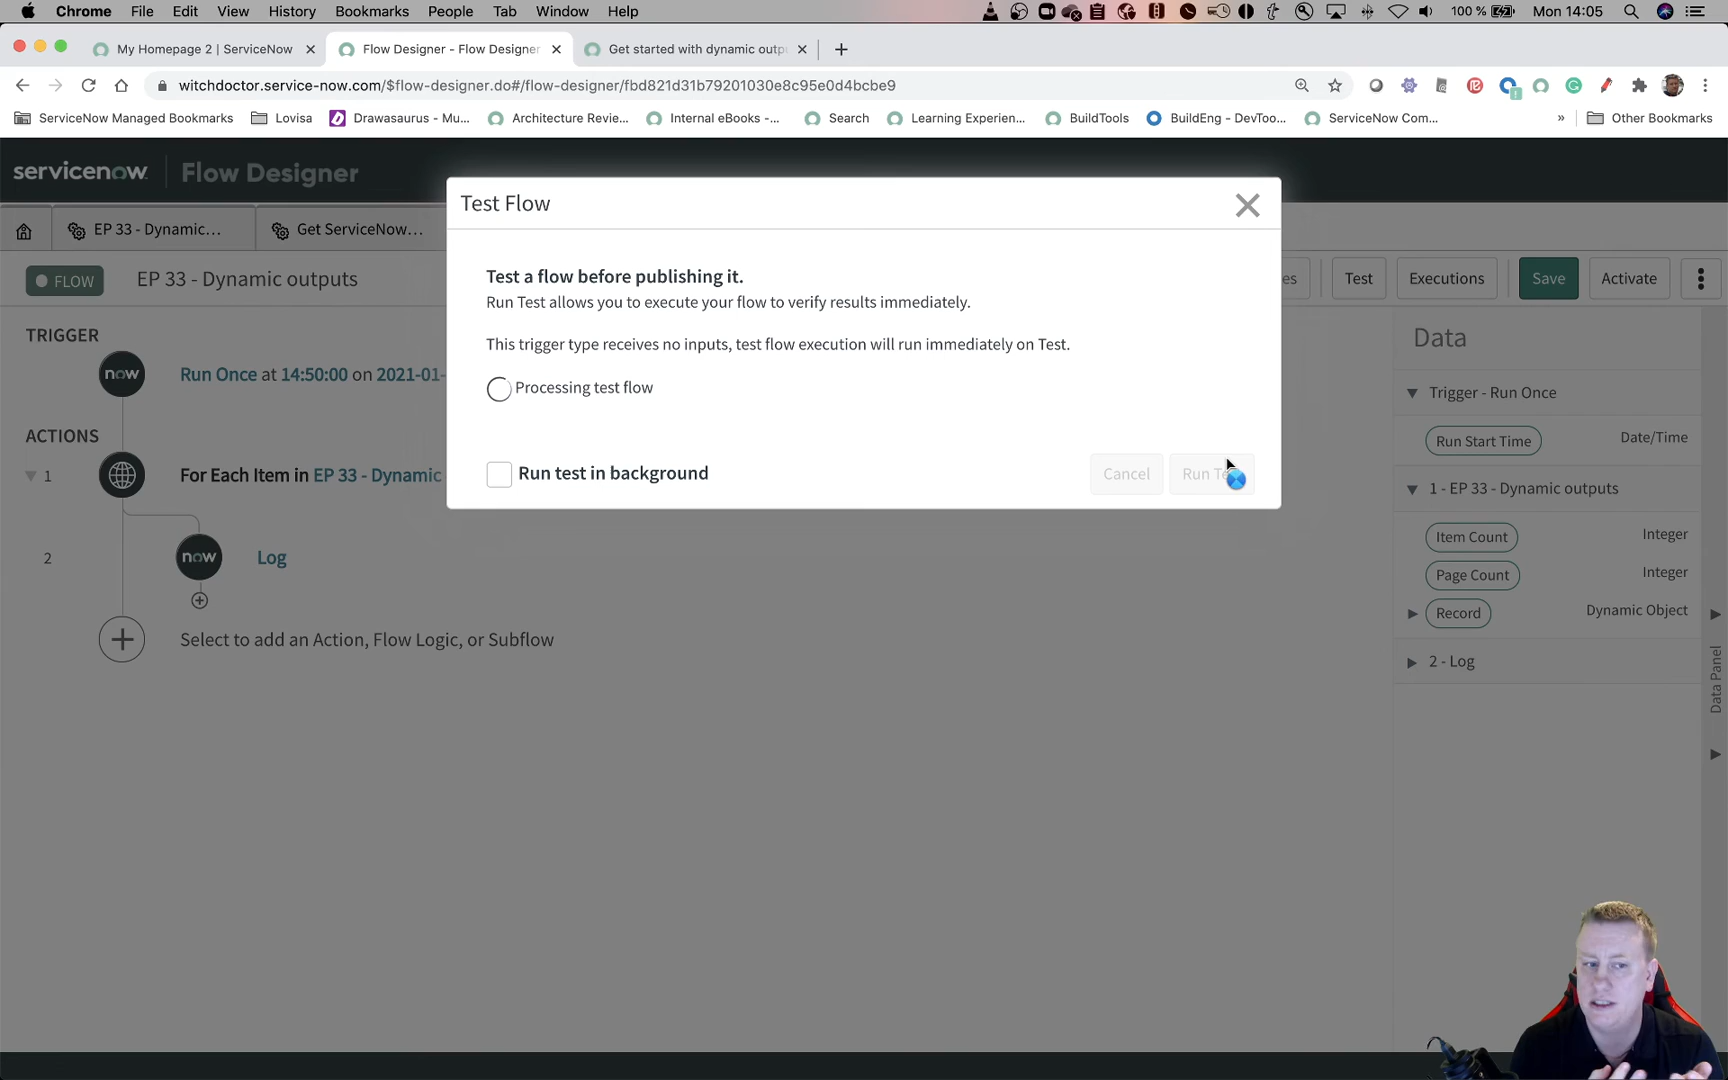 Chrome File Edit View History Bookmarks People Tab Window Help 100 % Mon 14:05
My Homepage 2 | ServiceNow
Flow Designer - Flow Designer
Get started with dynamic outp
witchdoctor.service-now.com/$flow-designer.do#/flow-designer/fbd821d31b79201030e8c95e0d4bcbe9
ServiceNow Managed Bookmarks Lovisa Drawasaurus - Mu... Architecture Revie... Internal eBooks -... Search Learning Experien... BuildTools BuildEng - DevToo... ServiceNow Com... » Other Bookmarks
servicenow Flow Designer
EP 33 - Dynamic... Get ServiceNow...
FLOW EP 33 - Dynamic outputs
es Test Executions Save Activate
TRIGGER
now Run Once at 14:50:00 on 2021-01-
ACTIONS
1 For Each Item in EP 33 - Dynamic
2 now Log
Select to add an Action, Flow Logic, or Subflow
Test Flow
Test a flow before publishing it.
Run Test allows you to execute your flow to verify results immediately.
This trigger type receives no inputs, test flow execution will run immediately on Test.
Processing test flow
Run test in background
Cancel Run
Data
Trigger - Run Once
Run Start Time Date/Time
1 - EP 33 - Dynamic outputs
Item Count Integer
Page Count Integer
Record Dynamic Object
2 - Log
Data Panel